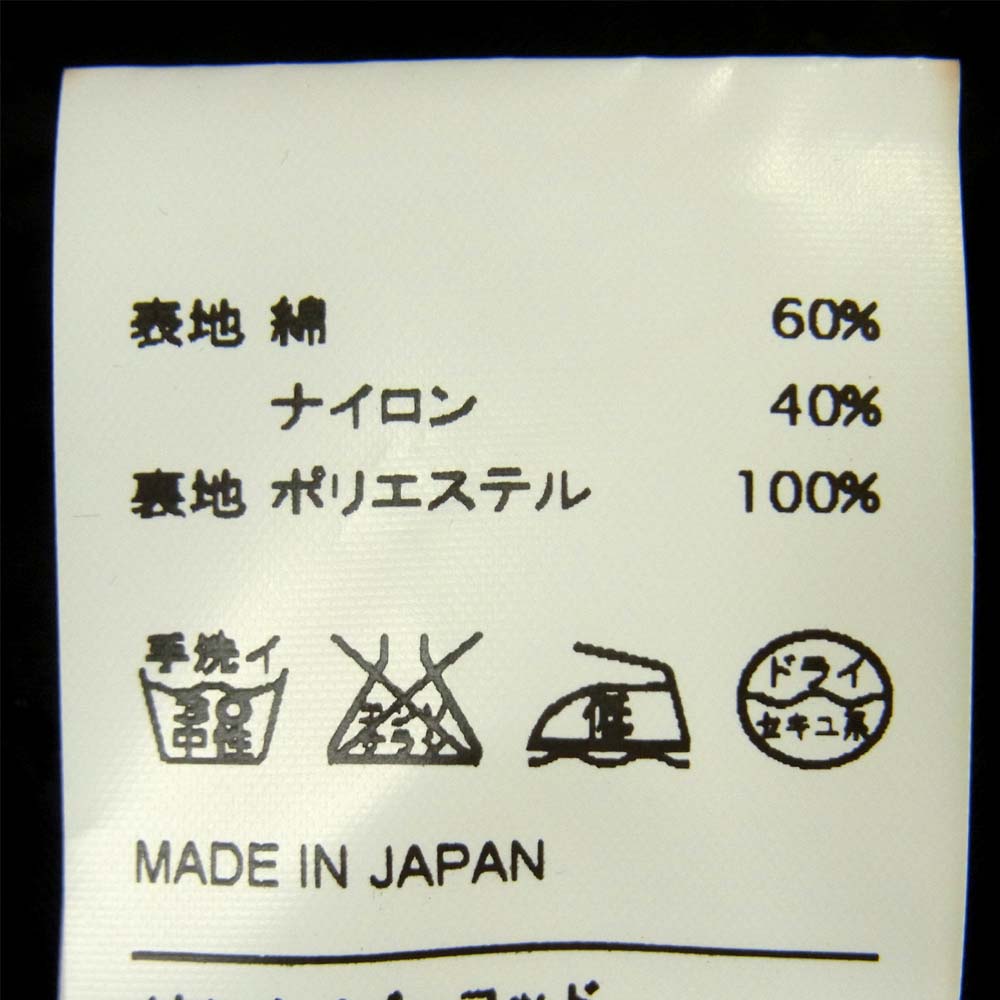 表地 綿 60%
ナイロン 40%
裏地 ポリエステル 100%
手洗イ
30
中性
エンソ
サラシ
低
ドライ
セキユ系
MADE IN JAPAN